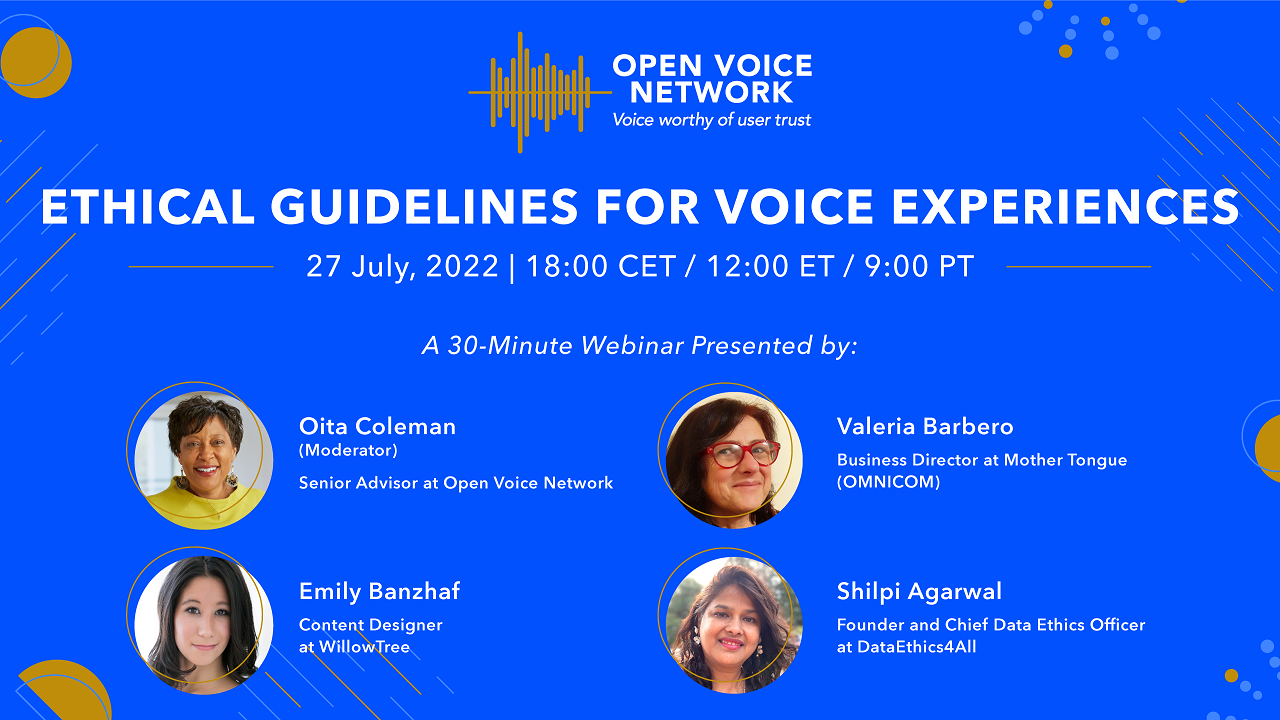 OPEN VOICE
NETWORK
Voice worthy of user trust
ETHICAL GUIDELINES FOR VOICE EXPERIENCES
27 July, 2022 | 18:00 CET / 12:00 ET / 9:00 PT
A 30-Minute Webinar Presented by:
Oita Coleman
(Moderator)
Senior Advisor at Open Voice Network
Valeria Barbero
Business Director at Mother Tongue
(OMNICOM)
Emily Banzhaf
Content Designer
at WillowTree
Shilpi Agarwal
Founder and Chief Data Ethics Officer
at DataEthics4All